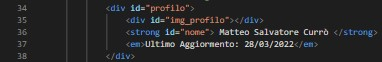 34 <div id="profilo">
35 <div id="img_profilo"></div>
36 <strong id="nome"> Matteo Salvatore Currò </strong>
37 <em>Ultimo Aggiormento: 28/03/2022</em>
38 </div>